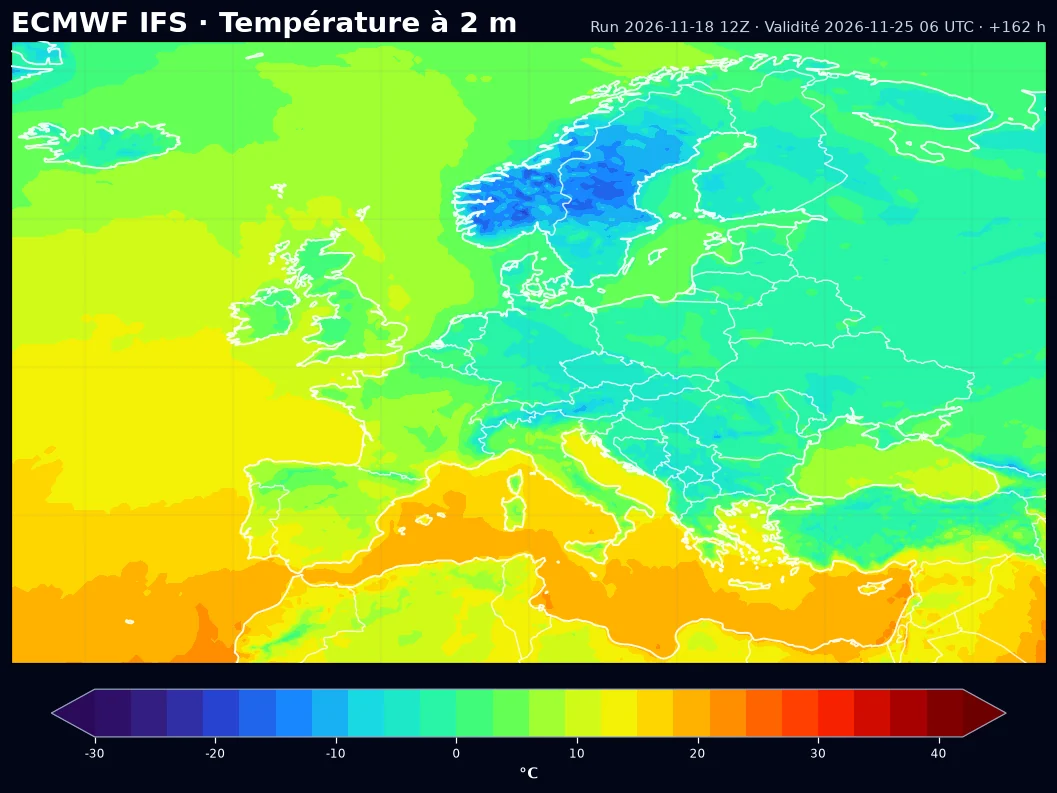 ECMWF IFS · Température à 2 m
Run 2026-11-18 12Z · Validité 2026-11-25 06 UTC · +162 h
-30 -20 -10 0 10 20 30 40
°C